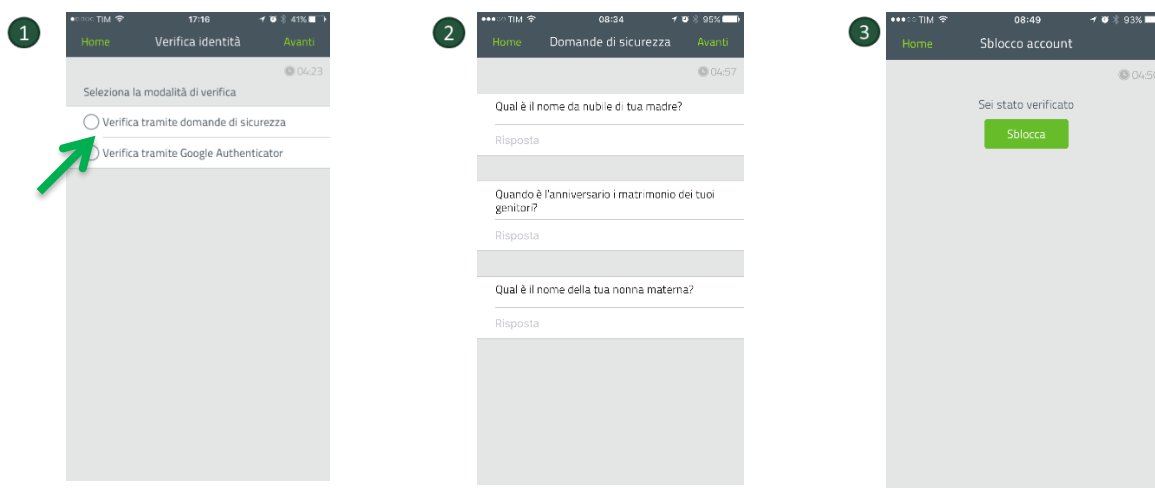 1
TIM 17:16 41%
Home Verifica identità Avanti
04:23
Seleziona la modalità di verifica
Verifica tramite domande di sicurezza
Verifica tramite Google Authenticator
2
TIM 08:34 95%
Home Domande di sicurezza Avanti
04:57
Qual è il nome da nubile di tua madre?
Risposta
Quando è l'anniversario i matrimonio dei tuoi
genitori?
Risposta
Qual è il nome della tua nonna materna?
Risposta
3
TIM 08:49 93%
Home Sblocco account
Sei stato verificato
Sblocca